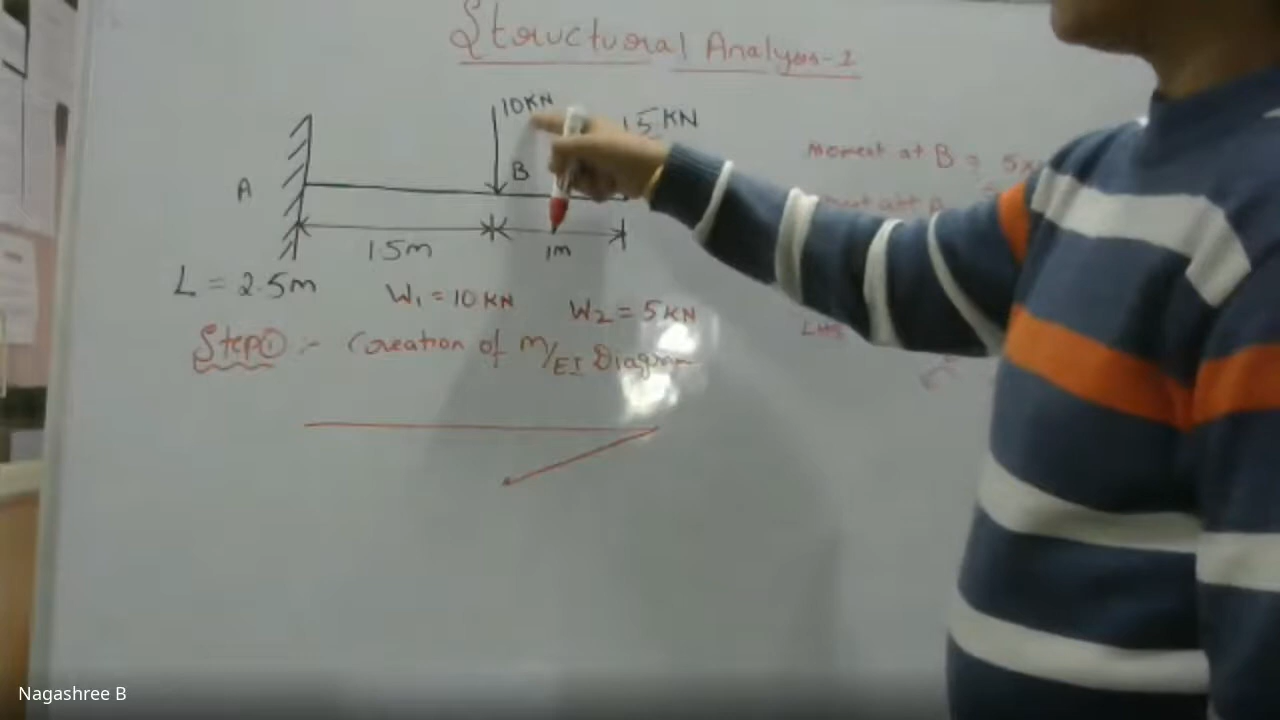 Structural Analysis-1
10KN
5KN
Moment at B = 5x
A
B
1.5m
1m
L = 2.5m
W1 = 10KN
W2 = 5KN
LHS
Step① :- Creation of M/EI Diagram
Nagashree B